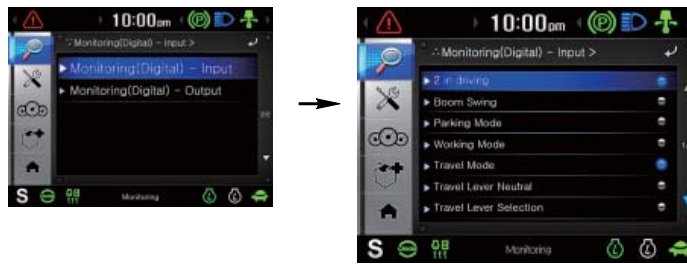 10:00pm
Monitoring(Digital) - Input >
Monitoring(Digital) - Input
Monitoring(Digital) - Output
S
Monitoring
10:00pm
Monitoring(Digital) - Input >
2 in driving
Boom Swing
Parking Mode
Working Mode
Travel Mode
Travel Lever Neutral
Travel Lever Selection
S
Monitoring